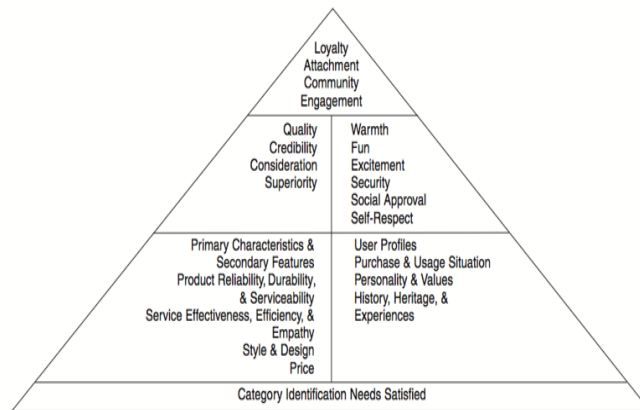 Loyalty
Attachment
Community
Engagement
Quality
Credibility
Consideration
Superiority
Warmth
Fun
Excitement
Security
Social Approval
Self-Respect
Primary Characteristics &
Secondary Features
Product Reliability, Durability,
& Serviceability
Service Effectiveness, Efficiency, &
Empathy
Style & Design
Price
User Profiles
Purchase & Usage Situation
Personality & Values
History, Heritage, &
Experiences
Category Identification Needs Satisfied